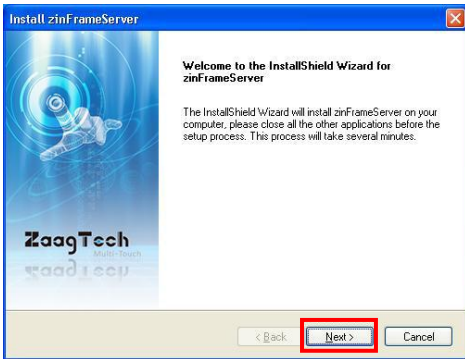 Install zinFrameServer
Welcome to the InstallShield Wizard for
zinFrameServer
The InstallShield Wizard will install zinFrameServer on your
computer, please close all the other applications before the
setup process. This process will take several minutes.
ZaagTech
Multi-Touch
< Back Next > Cancel